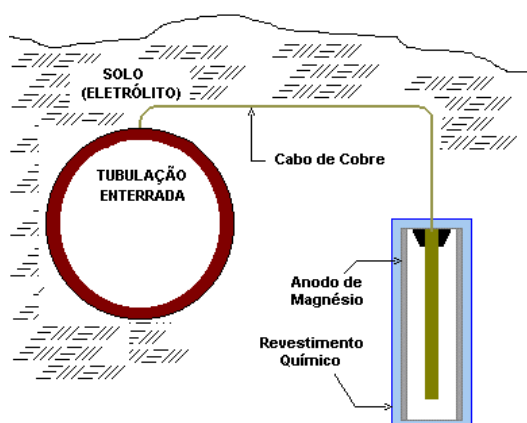 SOLO
(ELETRÓLITO)
TUBULAÇÃO
ENTERRADA
Cabo de Cobre
Anodo de
Magnésio
Revestimento
Químico